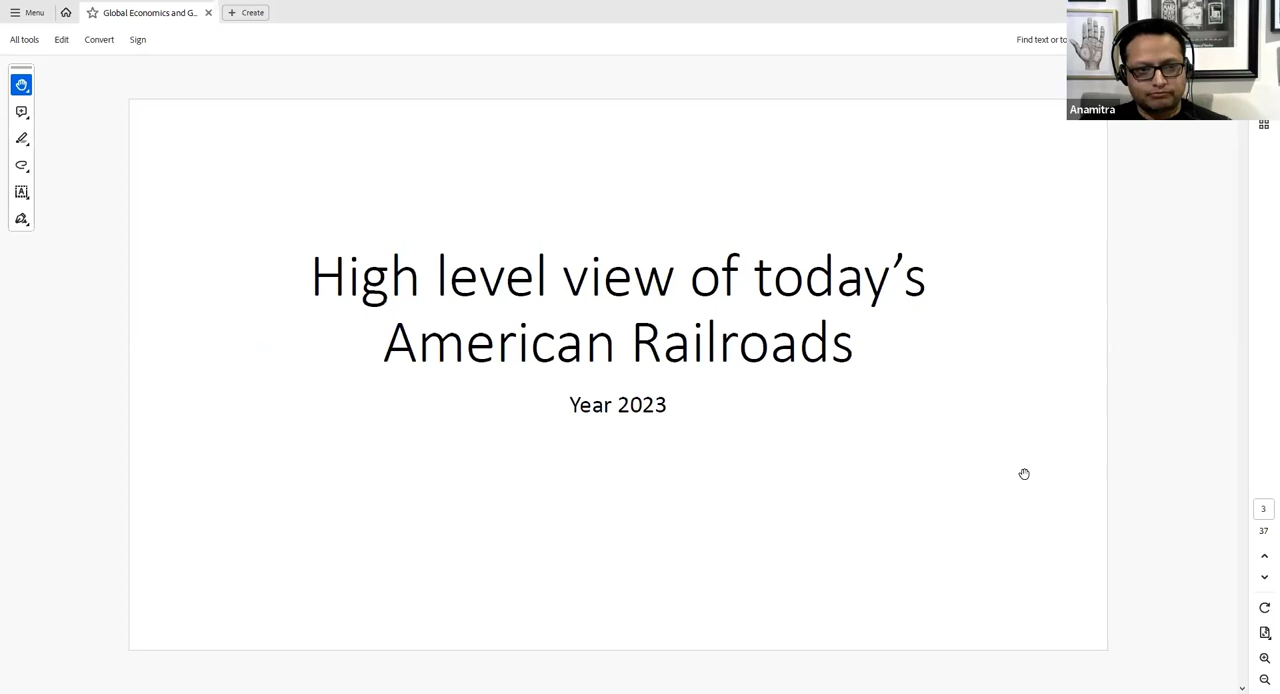 Menu
Global Economics and G...
Create
All tools
Edit
Convert
Sign
Find text or to
Anamitra
High level view of today’s
American Railroads
Year 2023
3
37